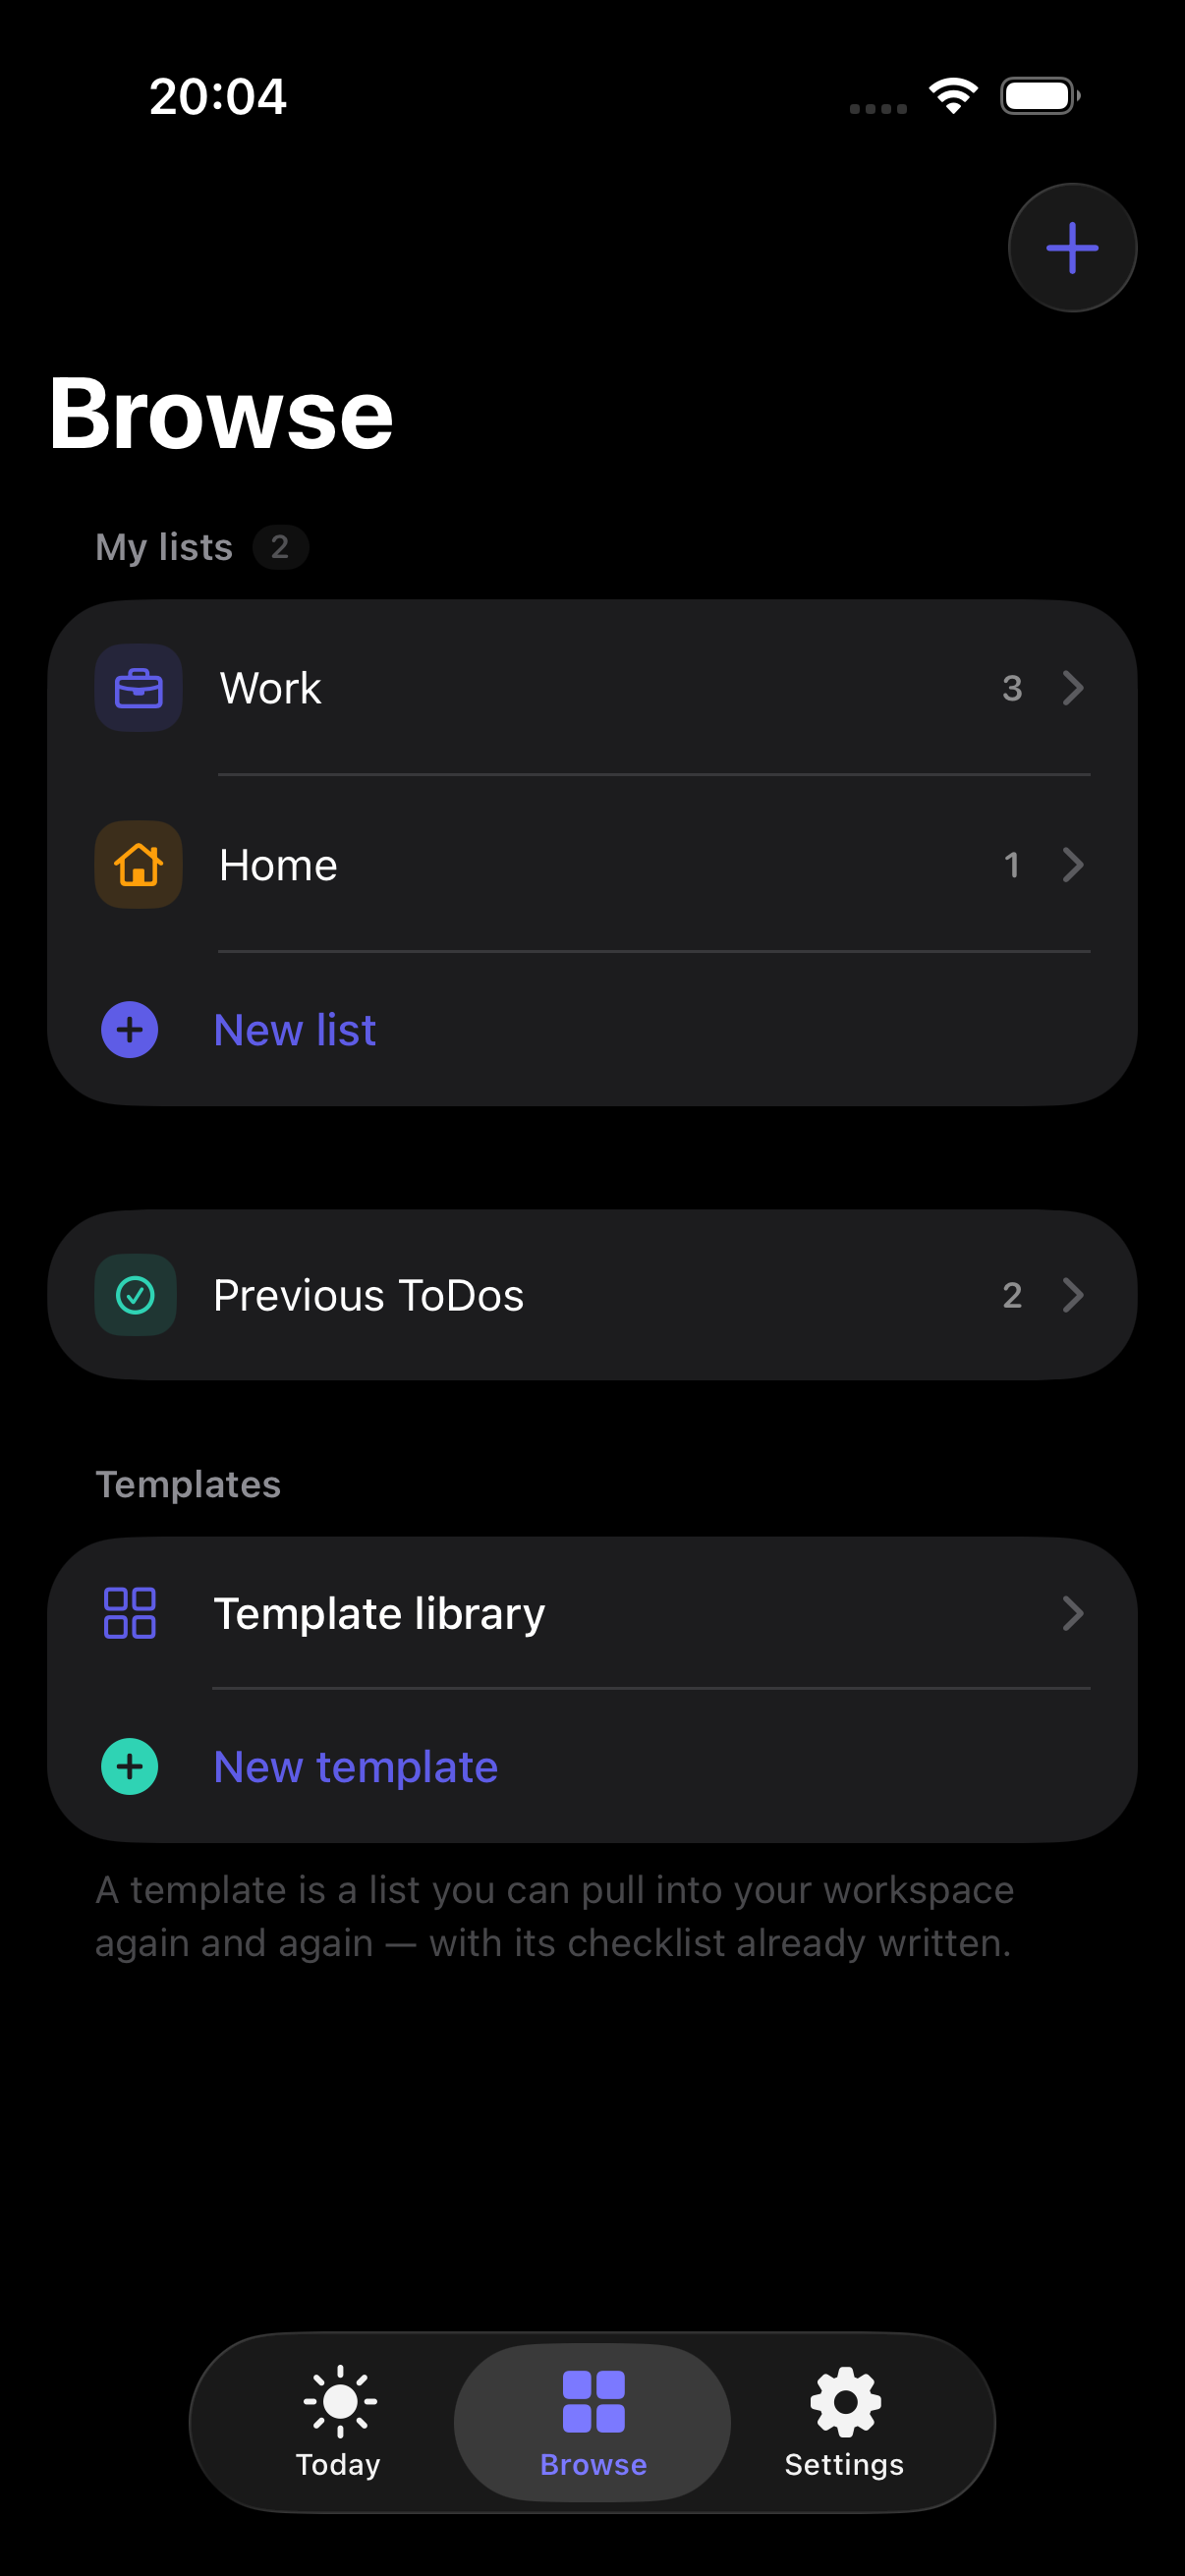 20:04
Browse
My lists 2
Work 3
Home 1
New list
Previous ToDos 2
Templates
Template library
New template
A template is a list you can pull into your workspace
again and again — with its checklist already written.
Today Browse Settings